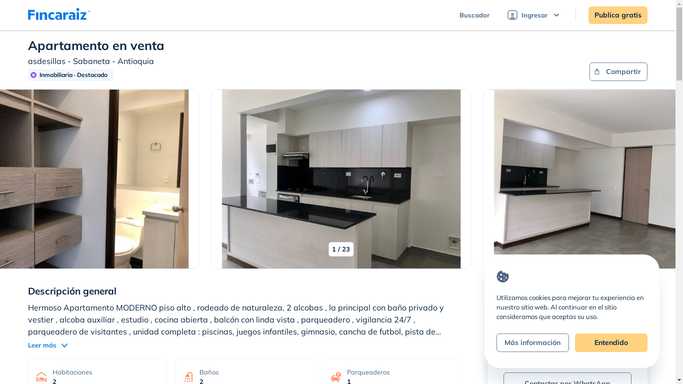 Fincaraiz
Buscador
Ingresar
Publica gratis
Apartamento en venta
asdesillas - Sabaneta - Antioquia
Inmobiliaria - Destacado
Compartir
1 / 23
Descripción general
Hermoso Apartamento MODERNO piso alto , rodeado de naturaleza, 2 alcobas , la principal con baño privado y
vestier , alcoba auxiliar , estudio , cocina abierta , balcón con linda vista , parqueadero , vigilancia 24/7 ,
parqueadero de visitantes , unidad completa : piscinas, juegos infantiles, gimnasio, cancha de futbol, pista de...
Leer más
Habitaciones
2
Baños
2
Parqueaderos
1
Utilizamos cookies para mejorar tu experiencia en
nuestro sitio web. Al continuar en el sitio
consideramos que aceptas su uso.
Más información
Entendido
Contactar por WhatsApp